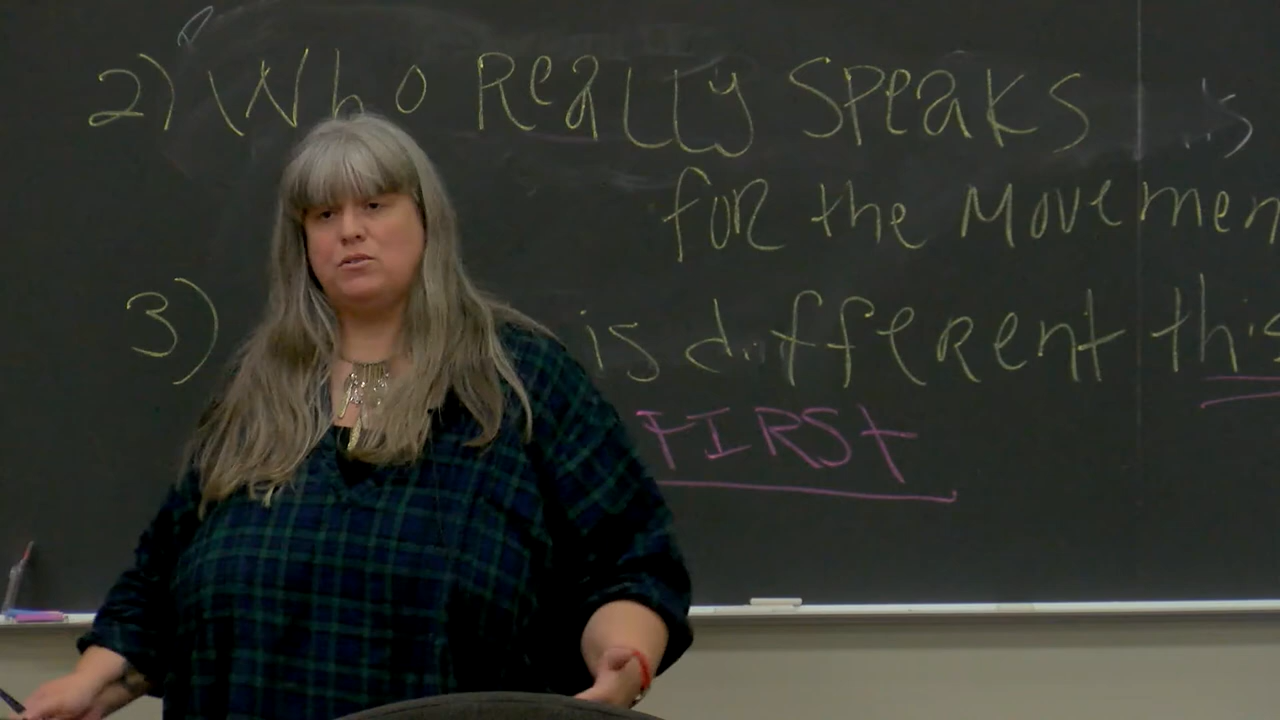 2) Who Really Speaks
for the Movemen
3) is different this
FIRST